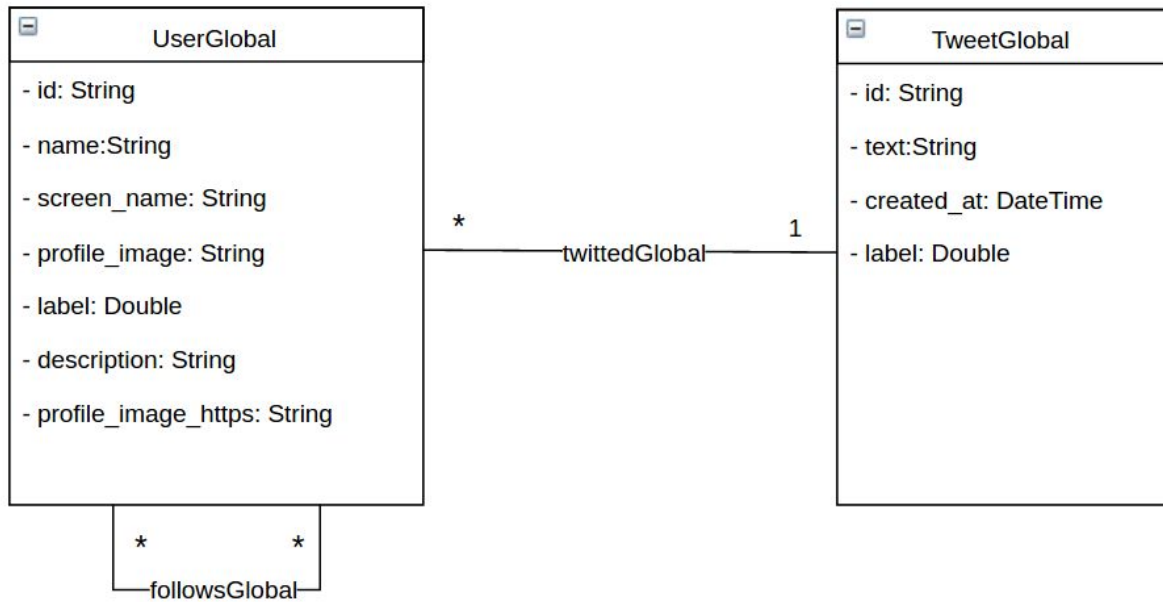 UserGlobal
- id: String
- name:String
- screen_name: String
- profile_image: String
- label: Double
- description: String
- profile_image_https: String
* twittedGlobal 1
TweetGlobal
- id: String
- text:String
- created_at: DateTime
- label: Double
* *
followsGlobal